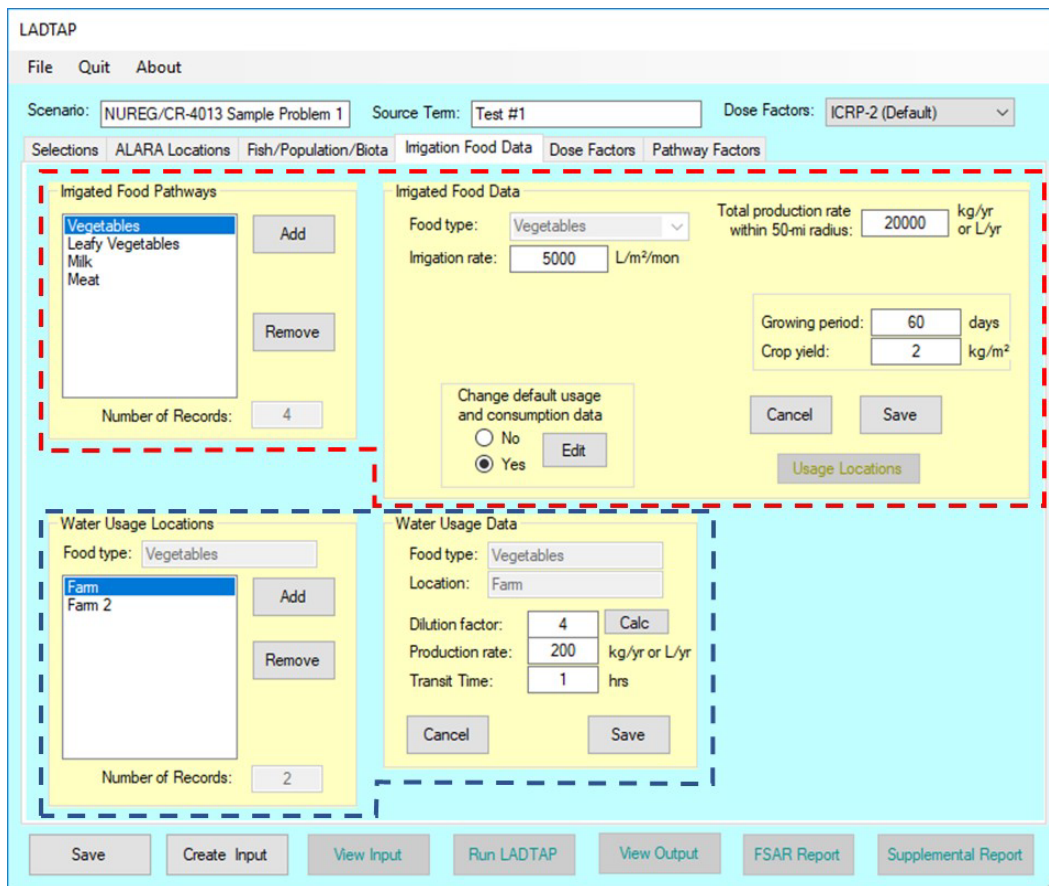 LADTAP
File Quit About
Scenario: NUREG/CR-4013 Sample Problem 1 Source Term: Test #1 Dose Factors: ICRP-2 (Default)
Selections ALARA Locations Fish/Population/Biota Irrigation Food Data Dose Factors Pathway Factors
Irrigated Food Pathways
Vegetables
Leafy Vegetables
Milk
Meat
Add
Remove
Number of Records: 4
Irrigated Food Data
Food type: Vegetables
Total production rate
within 50-mi radius: 20000 kg/yr
or L/yr
Irrigation rate: 5000 L/m²/mon
Growing period: 60 days
Crop yield: 2 kg/m²
Change default usage
and consumption data
No
Yes
Edit
Cancel Save
Usage Locations
Water Usage Locations
Food type: Vegetables
Farm
Farm 2
Add
Remove
Number of Records: 2
Water Usage Data
Food type: Vegetables
Location: Farm
Dilution factor: 4 Calc
Production rate: 200 kg/yr or L/yr
Transit Time: 1 hrs
Cancel Save
Save Create Input View Input Run LADTAP View Output FSAR Report Supplemental Report